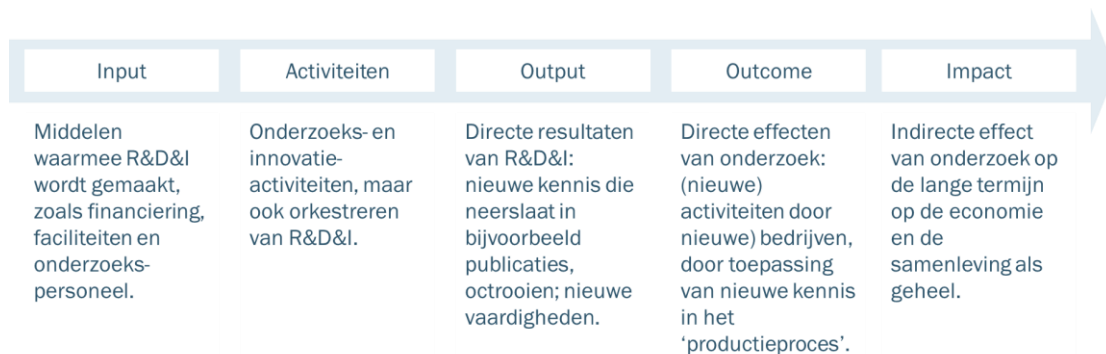 Input
Activiteiten
Output
Outcome
Impact
Middelen
waarmee R&D&I
wordt gemaakt,
zoals financiering,
faciliteiten en
onderzoeks-
personeel.
Onderzoeks- en
innovatie-
activiteiten, maar
ook orkestreren
van R&D&I.
Directe resultaten
van R&D&I:
nieuwe kennis die
neerslaat in
bijvoorbeeld
publicaties,
octrooien; nieuwe
vaardigheden.
Directe effecten
van onderzoek:
(nieuwe)
activiteiten door
nieuwe) bedrijven,
door toepassing
van nieuwe kennis
in het
‘productieproces’.
Indirecte effect
van onderzoek op
de lange termijn
op de economie
en de
samenleving als
geheel.